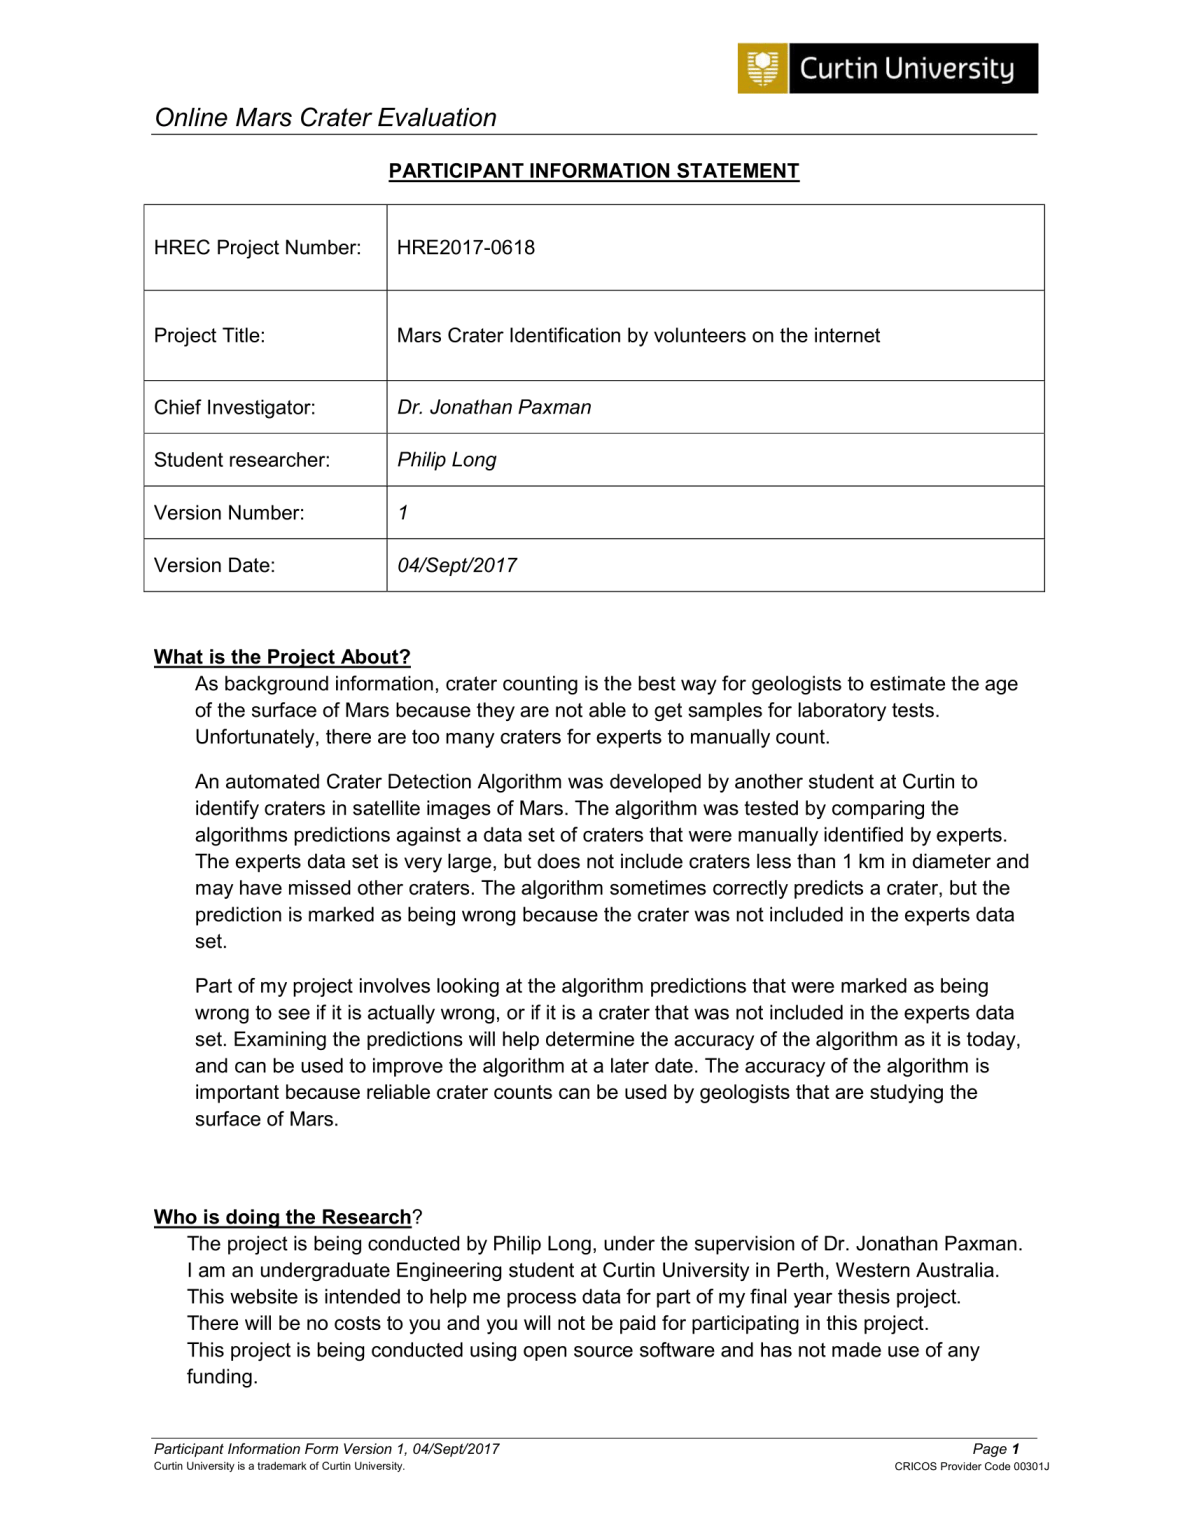 Curtin University
Online Mars Crater Evaluation
PARTICIPANT INFORMATION STATEMENT
HREC Project Number: HRE2017-0618
Project Title: Mars Crater Identification by volunteers on the internet
Chief Investigator: Dr. Jonathan Paxman
Student researcher: Philip Long
Version Number: 1
Version Date: 04/Sept/2017
What is the Project About?
As background information, crater counting is the best way for geologists to estimate the age
of the surface of Mars because they are not able to get samples for laboratory tests.
Unfortunately, there are too many craters for experts to manually count.
An automated Crater Detection Algorithm was developed by another student at Curtin to
identify craters in satellite images of Mars. The algorithm was tested by comparing the
algorithms predictions against a data set of craters that were manually identified by experts.
The experts data set is very large, but does not include craters less than 1 km in diameter and
may have missed other craters. The algorithm sometimes correctly predicts a crater, but the
prediction is marked as being wrong because the crater was not included in the experts data
set.
Part of my project involves looking at the algorithm predictions that were marked as being
wrong to see if it is actually wrong, or if it is a crater that was not included in the experts data
set. Examining the predictions will help determine the accuracy of the algorithm as it is today,
and can be used to improve the algorithm at a later date. The accuracy of the algorithm is
important because reliable crater counts can be used by geologists that are studying the
surface of Mars.
Who is doing the Research?
The project is being conducted by Philip Long, under the supervision of Dr. Jonathan Paxman.
I am an undergraduate Engineering student at Curtin University in Perth, Western Australia.
This website is intended to help me process data for part of my final year thesis project.
There will be no costs to you and you will not be paid for participating in this project.
This project is being conducted using open source software and has not made use of any
funding.
Participant Information Form Version 1, 04/Sept/2017 Page 1
Curtin University is a trademark of Curtin University. CRICOS Provider Code 00301J